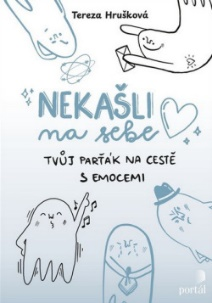 Tereza Hrušková
NEKAŠLI
na sebe
TVŮJ PARŤÁK NA CESTĚ
S EMOCEMI
portál